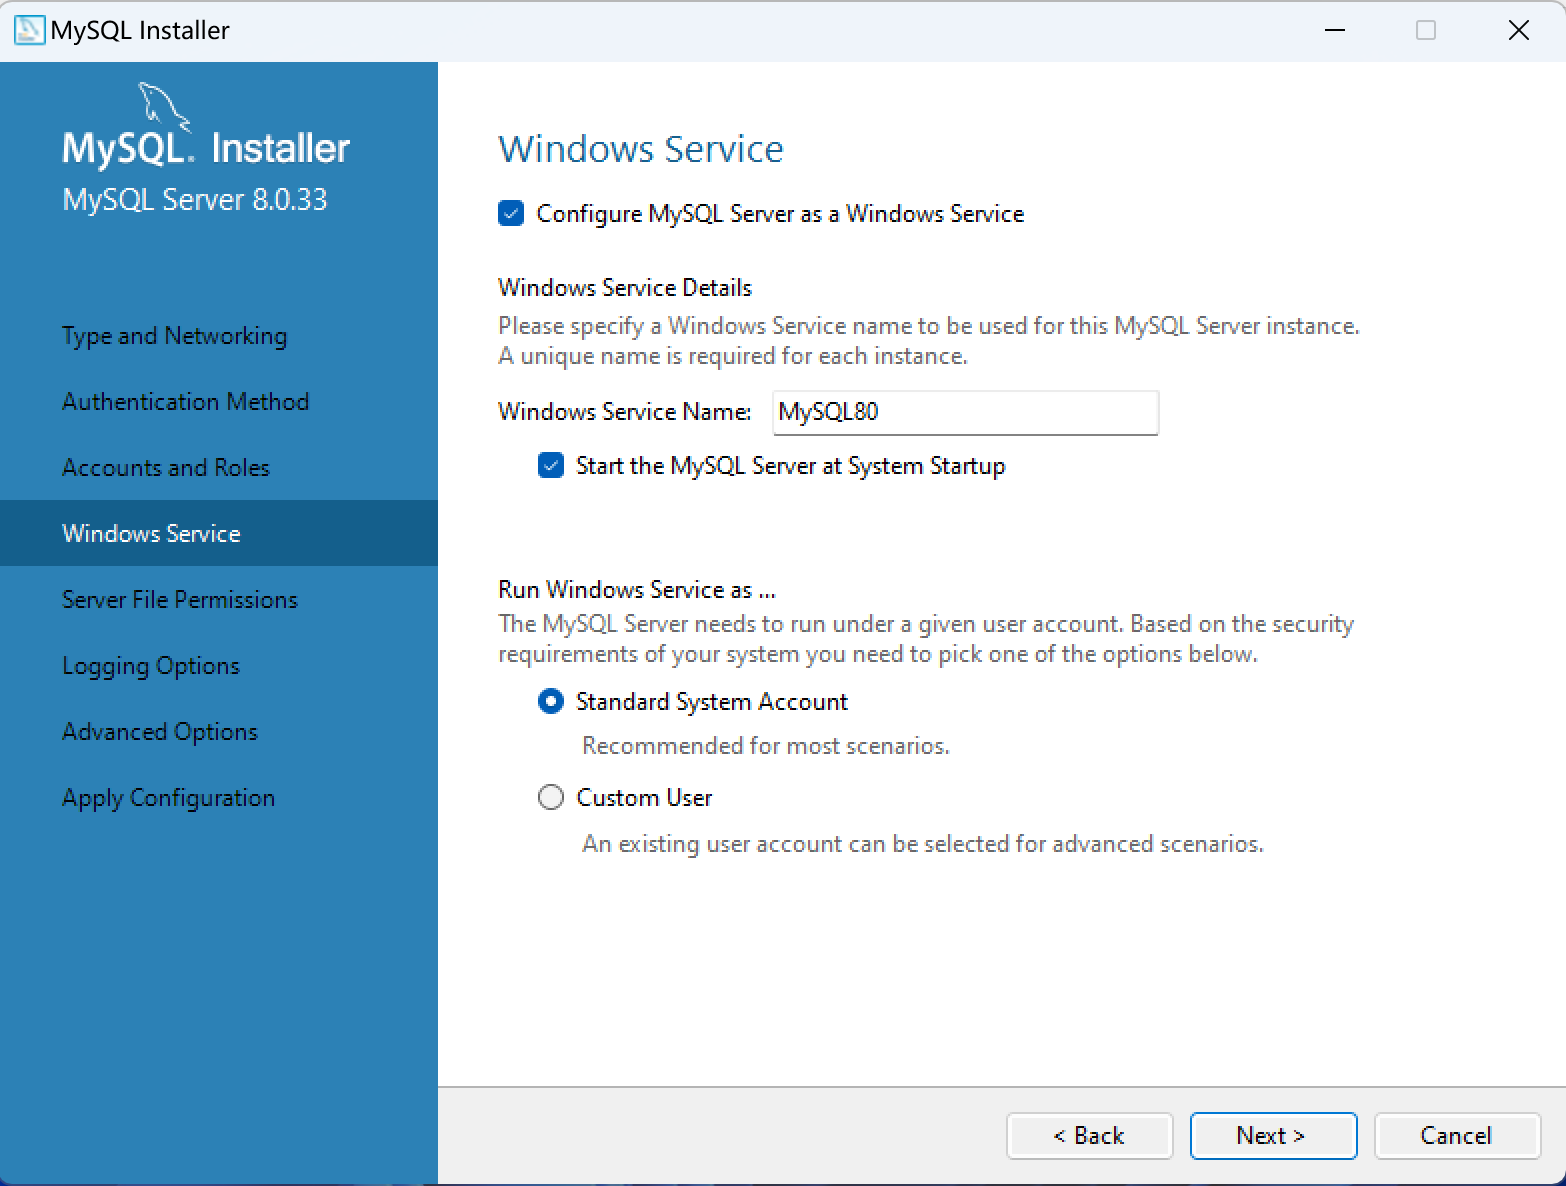 MySQL Installer
MySQL. Installer
MySQL Server 8.0.33
Type and Networking
Authentication Method
Accounts and Roles
Windows Service
Server File Permissions
Logging Options
Advanced Options
Apply Configuration
Windows Service
Configure MySQL Server as a Windows Service
Windows Service Details
Please specify a Windows Service name to be used for this MySQL Server instance.
A unique name is required for each instance.
Windows Service Name: MySQL80
Start the MySQL Server at System Startup
Run Windows Service as ...
The MySQL Server needs to run under a given user account. Based on the security
requirements of your system you need to pick one of the options below.
Standard System Account
Recommended for most scenarios.
Custom User
An existing user account can be selected for advanced scenarios.
< Back Next > Cancel